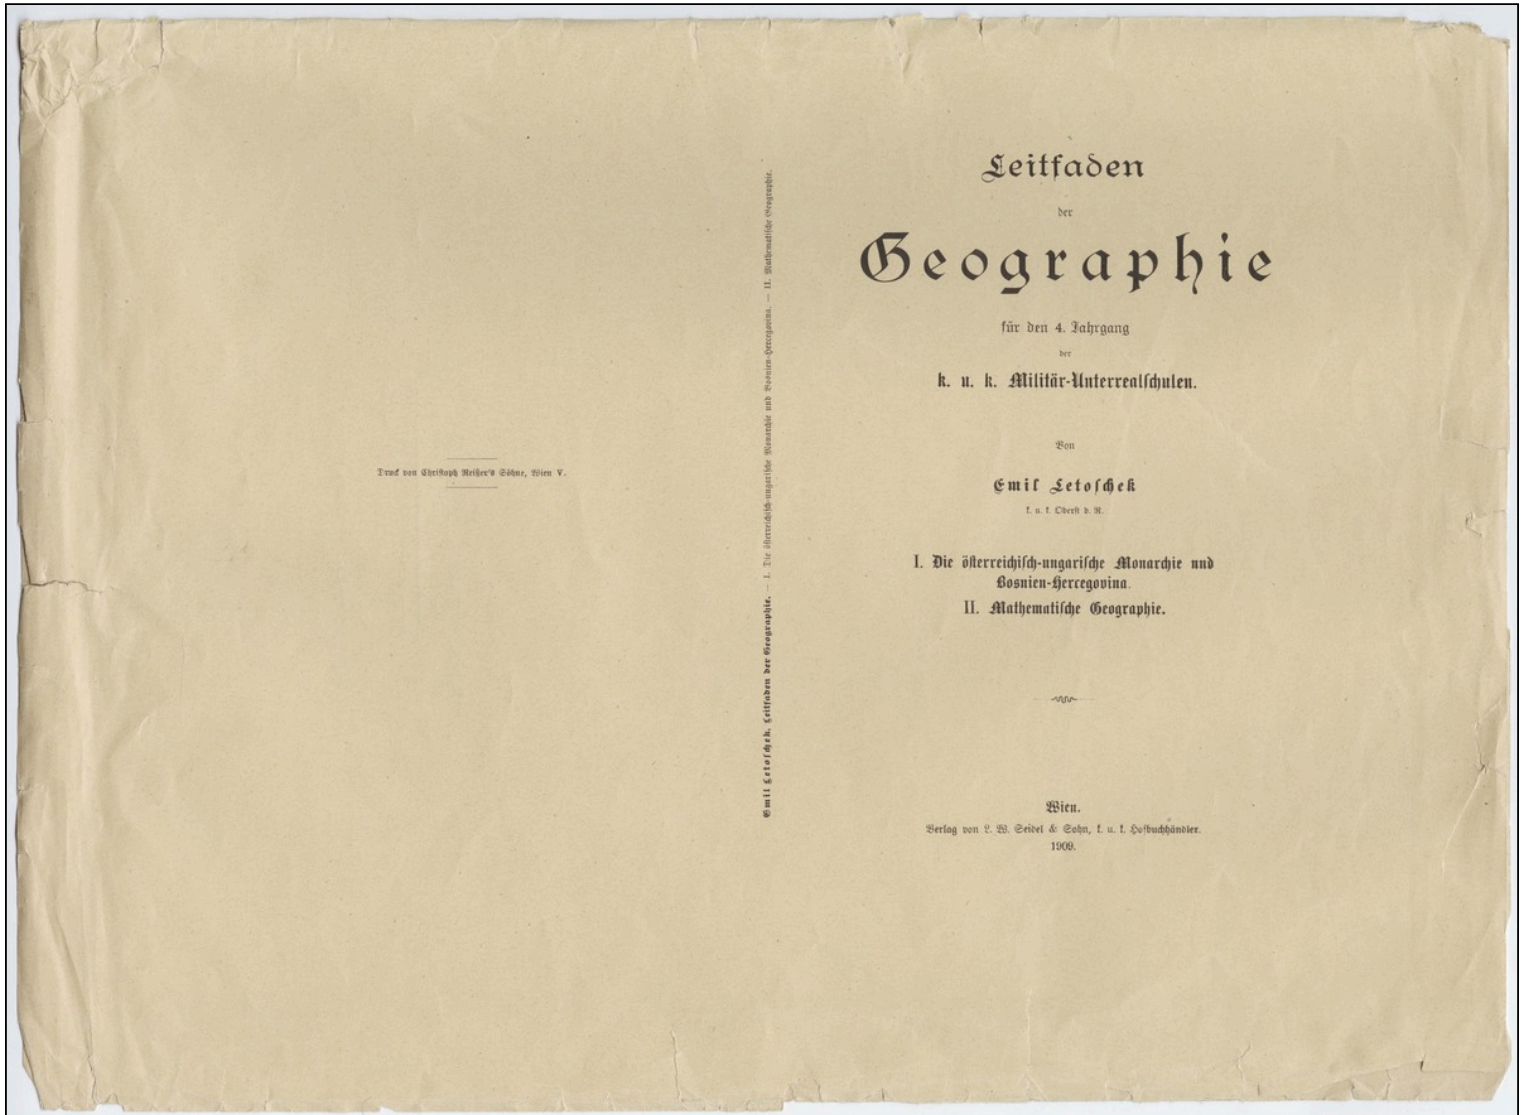 Druck von Christoph Reißer's Söhne, Wien V.
Emil Letoschek, Leitfaden der Geographie. — I. Die österreichisch-ungarische Monarchie und Bosnien-Hercegovina. — II. Mathematische Geographie.
Leitfaden
der
Geographie
für den 4. Jahrgang
der
k. u. k. Militär-Unterrealschulen.
Von
Emil Letoschek
k. u. k. Oberst d. R.
I. Die österreichisch-ungarische Monarchie und
Bosnien-Hercegovina.
II. Mathematische Geographie.
Wien.
Verlag von L. W. Seidel & Sohn, k. u. k. Hofbuchhändler.
1909.